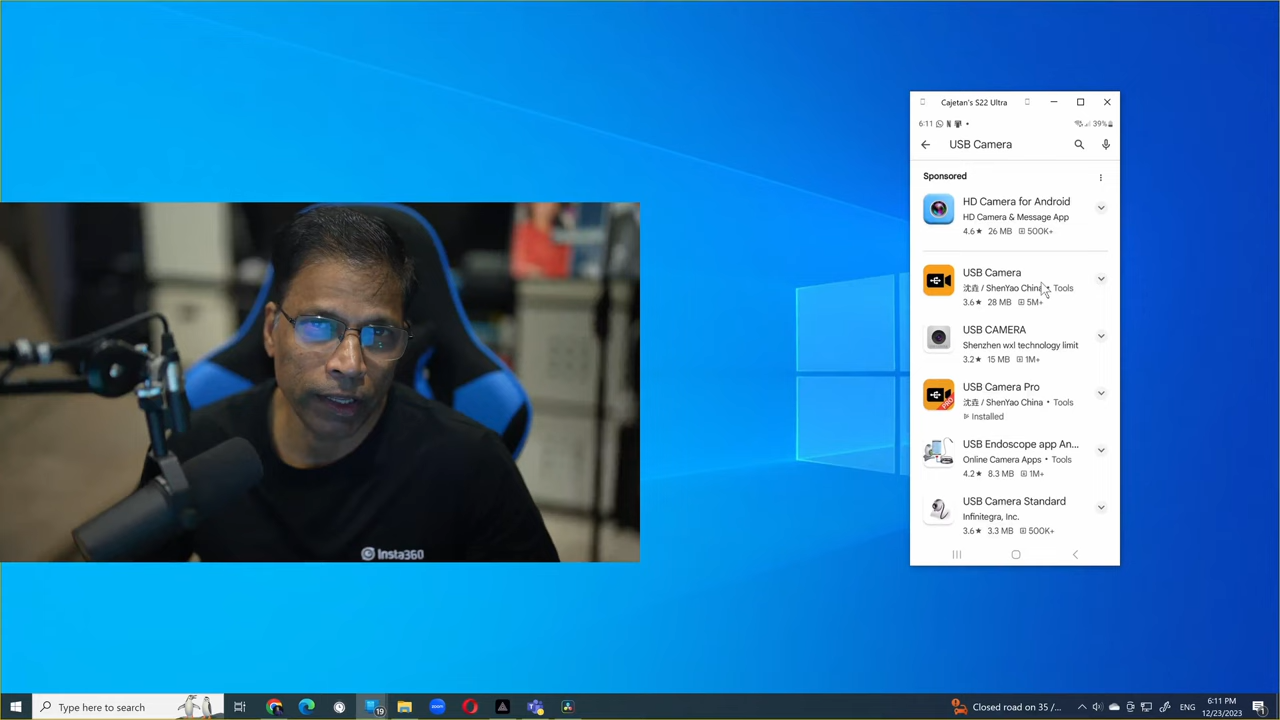 Cajetan's S22 Ultra
6:11
39%
USB Camera
Sponsored
HD Camera for Android
HD Camera & Message App
4.6★ 26 MB 500K+
USB Camera
沈垚 / ShenYao China • Tools
3.6★ 28 MB 5M+
USB CAMERA
Shenzhen wxl technology limit
3.2★ 15 MB 1M+
USB Camera Pro
PRO
沈垚 / ShenYao China • Tools
Installed
USB Endoscope app An...
Online Camera Apps • Tools
4.2★ 8.3 MB 1M+
USB Camera Standard
Infinitegra, Inc.
3.6★ 3.3 MB 500K+
Insta360
Type here to search
19
zoom
Closed road on 35 /...
ENG
6:11 PM
12/23/2023